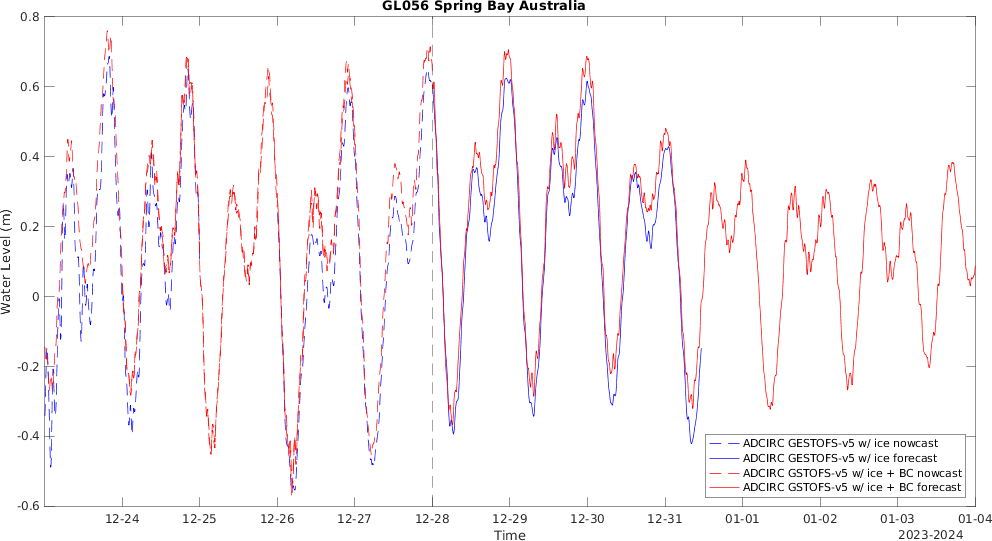 GL056 Spring Bay Australia
0.8
0.6
0.4
0.2
0
-0.2
-0.4
-0.6
Water Level (m)
12-24 12-25 12-26 12-27 12-28 12-29 12-30 12-31 01-01 01-02 01-03 01-04
Time
2023-2024
ADCIRC GESTOFS-v5 w/ ice nowcast
ADCIRC GESTOFS-v5 w/ ice forecast
ADCIRC GSTOFS-v5 w/ ice + BC nowcast
ADCIRC GSTOFS-v5 w/ ice + BC forecast